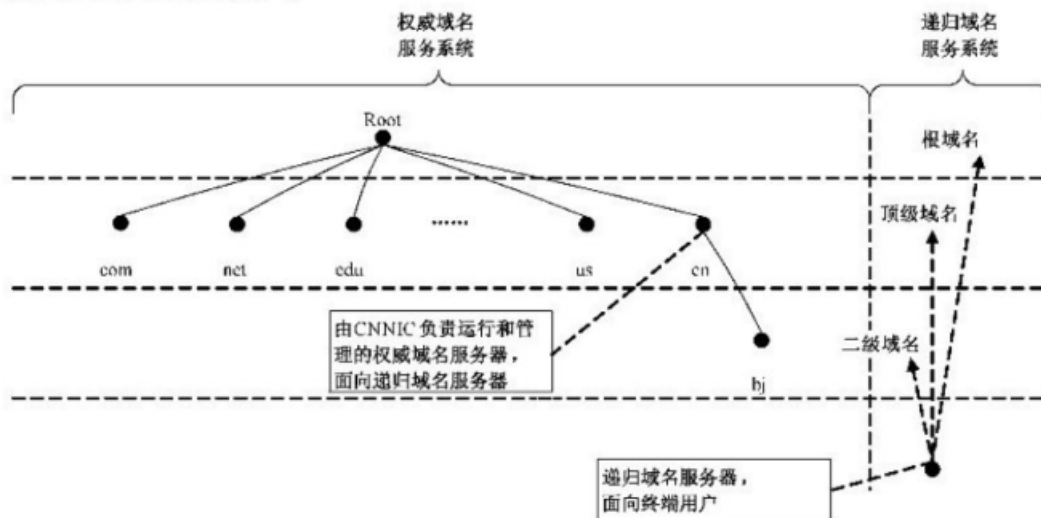 权威域名
服务系统
递归域名
服务系统
Root
根域名
顶级域名
......
com
net
edu
us
cn
由CNNIC负责运行和管
理的权威域名服务器，
面向递归域名服务器
二级域名
bj
递归域名服务器，
面向终端用户